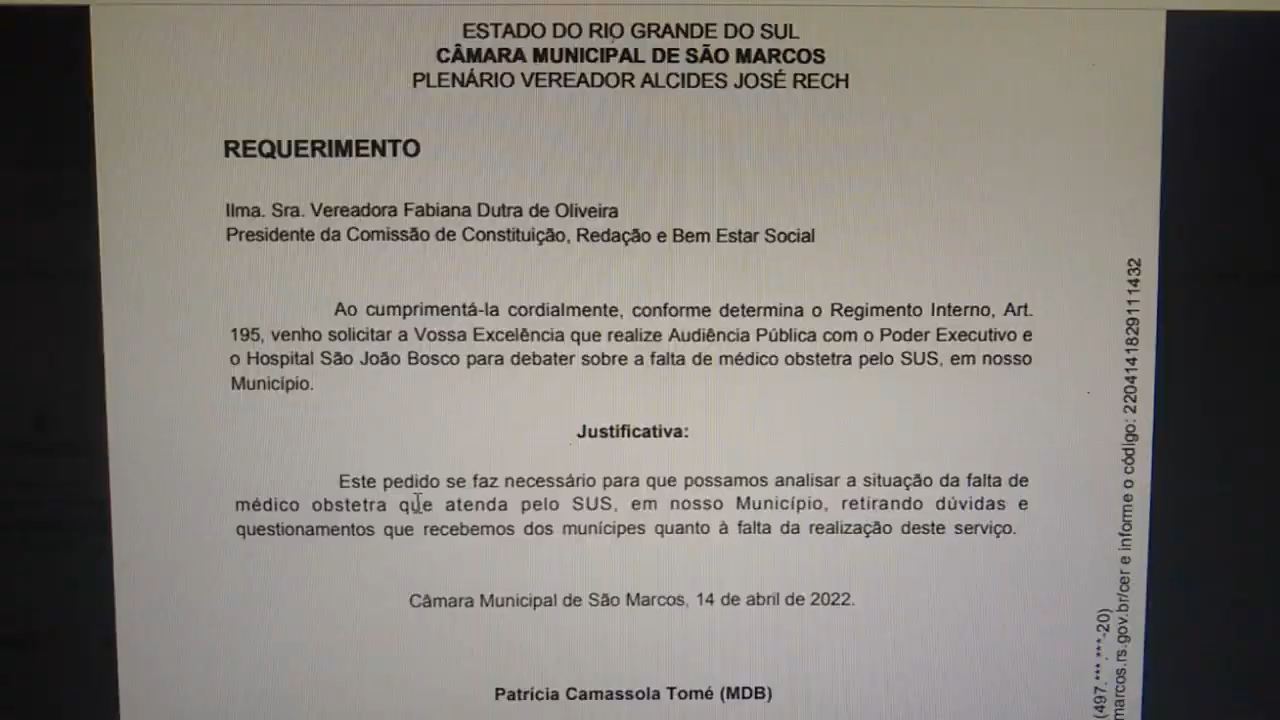 ESTADO DO RIO GRANDE DO SUL
CÂMARA MUNICIPAL DE SÃO MARCOS
PLENÁRIO VEREADOR ALCIDES JOSÉ RECH
REQUERIMENTO
Ilma. Sra. Vereadora Fabiana Dutra de Oliveira
Presidente da Comissão de Constituição, Redação e Bem Estar Social
Ao cumprimentá-la cordialmente, conforme determina o Regimento Interno, Art.
195, venho solicitar a Vossa Excelência que realize Audiência Pública com o Poder Executivo e
o Hospital São João Bosco para debater sobre a falta de médico obstetra pelo SUS, em nosso
Município.
Justificativa:
Este pedido se faz necessário para que possamos analisar a situação da falta de
médico obstetra que atenda pelo SUS, em nosso Município, retirando dúvidas e
questionamentos que recebemos dos munícipes quanto à falta da realização deste serviço.
Câmara Municipal de São Marcos, 14 de abril de 2022.
Patrícia Camassola Tomé (MDB)
(497.***.***-20)
marcos.rs.gov.br/cer e informe o código: 220414182911143​2